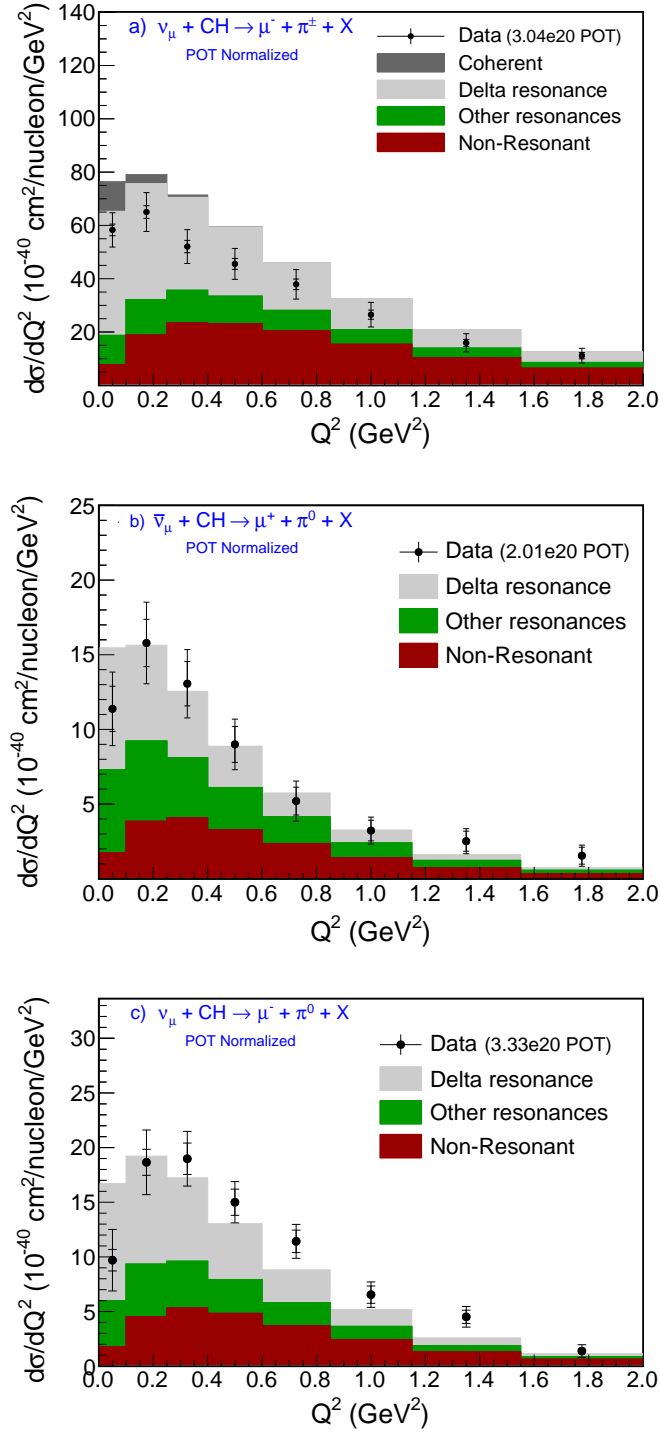 a) νμ + CH → μ- + π± + X
POT Normalized
Data (3.04e20 POT)
Coherent
Delta resonance
Other resonances
Non-Resonant
140
120
100
80
60
40
20
dσ/dQ² (10⁻⁴⁰ cm²/nucleon/GeV²)
0.0 0.2 0.4 0.6 0.8 1.0 1.2 1.4 1.6 1.8 2.0
Q² (GeV²)
b) ν̅μ + CH → μ⁺ + π⁰ + X
POT Normalized
Data (2.01e20 POT)
Delta resonance
Other resonances
Non-Resonant
25
20
15
10
5
dσ/dQ² (10⁻⁴⁰ cm²/nucleon/GeV²)
0.0 0.2 0.4 0.6 0.8 1.0 1.2 1.4 1.6 1.8 2.0
Q² (GeV²)
c) νμ + CH → μ- + π⁰ + X
POT Normalized
Data (3.33e20 POT)
Delta resonance
Other resonances
Non-Resonant
30
25
20
15
10
5
0
dσ/dQ² (10⁻⁴⁰ cm²/nucleon/GeV²)
0.0 0.2 0.4 0.6 0.8 1.0 1.2 1.4 1.6 1.8 2.0
Q² (GeV²)